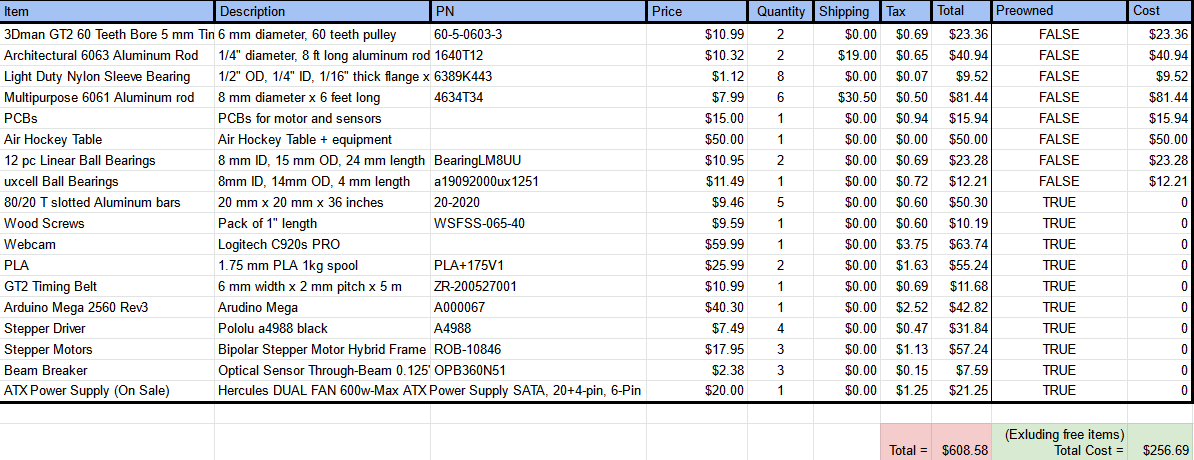 Item Description PN Price Quantity Shipping Tax Total Preowned Cost
3Dman GT2 60 Teeth Bore 5 mm Tim 6 mm diameter, 60 teeth pulley 60-5-0603-3 $10.99 2 $0.00 $0.69 $23.36 FALSE $23.36
Architectural 6063 Aluminum Rod 1/4" diameter, 8 ft long aluminum rod 1640T12 $10.32 2 $19.00 $0.65 $40.94 FALSE $40.94
Light Duty Nylon Sleeve Bearing 1/2" OD, 1/4" ID, 1/16" thick flange x 6389K443 $1.12 8 $0.00 $0.07 $9.52 FALSE $9.52
Multipurpose 6061 Aluminum rod 8 mm diameter x 6 feet long 4634T34 $7.99 6 $30.50 $0.50 $81.44 FALSE $81.44
PCBs PCBs for motor and sensors $15.00 1 $0.00 $0.94 $15.94 FALSE $15.94
Air Hockey Table Air Hockey Table + equipment $50.00 1 $0.00 $0.00 $50.00 FALSE $50.00
12 pc Linear Ball Bearings 8 mm ID, 15 mm OD, 24 mm length BearingLM8UU $10.95 2 $0.00 $0.69 $23.28 FALSE $23.28
uxcell Ball Bearings 8mm ID, 14mm OD, 4 mm length a19092000ux1251 $11.49 1 $0.00 $0.72 $12.21 FALSE $12.21
80/20 T slotted Aluminum bars 20 mm x 20 mm x 36 inches 20-2020 $9.46 5 $0.00 $0.60 $50.30 TRUE 0
Wood Screws Pack of 1" length WSFSS-065-40 $9.59 1 $0.00 $0.60 $10.19 TRUE 0
Webcam Logitech C920s PRO $59.99 1 $0.00 $3.75 $63.74 TRUE 0
PLA 1.75 mm PLA 1kg spool PLA+175V1 $25.99 2 $0.00 $1.63 $55.24 TRUE 0
GT2 Timing Belt 6 mm width x 2 mm pitch x 5 m ZR-200527001 $10.99 1 $0.00 $0.69 $11.68 TRUE 0
Arduino Mega 2560 Rev3 Arudino Mega A000067 $40.30 1 $0.00 $2.52 $42.82 TRUE 0
Stepper Driver Pololu a4988 black A4988 $7.49 4 $0.00 $0.47 $31.84 TRUE 0
Stepper Motors Bipolar Stepper Motor Hybrid Frame ROB-10846 $17.95 3 $0.00 $1.13 $57.24 TRUE 0
Beam Breaker Optical Sensor Through-Beam 0.125" OPB360N51 $2.38 3 $0.00 $0.15 $7.59 TRUE 0
ATX Power Supply (On Sale) Hercules DUAL FAN 600w-Max ATX Power Supply SATA, 20+4-pin, 6-Pin $20.00 1 $0.00 $1.25 $21.25 TRUE 0
(Exluding free items)
Total = $608.58 Total Cost = $256.69